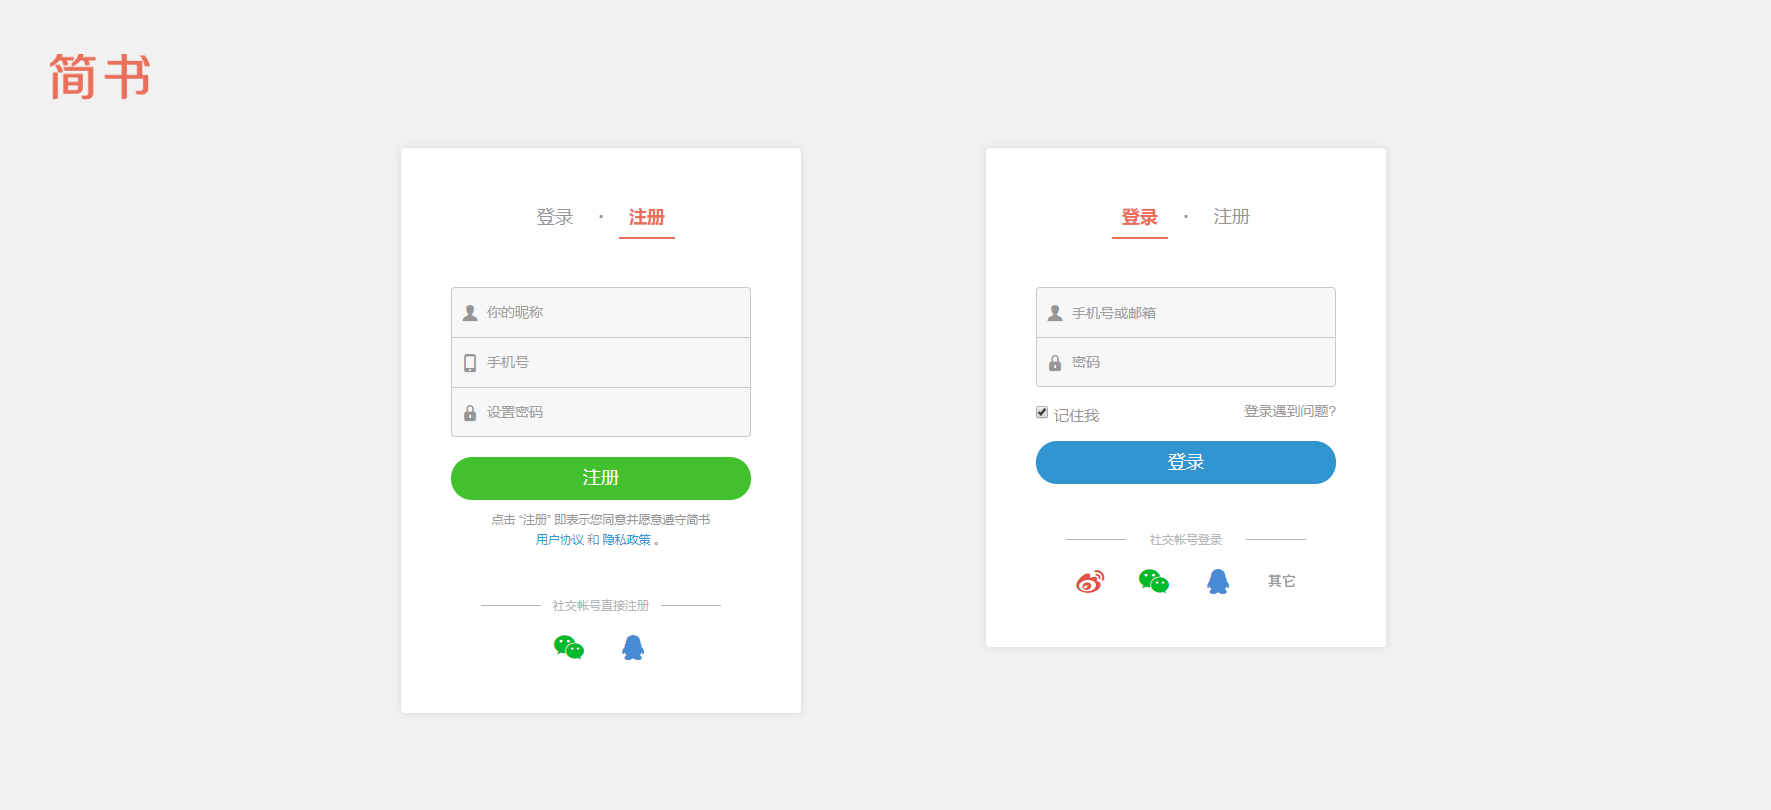 简书
登录 · 注册
你的昵称
手机号
设置密码
注册
点击 “注册” 即表示您同意并愿意遵守简书
用户协议 和 隐私政策 。
社交帐号直接注册
登录 · 注册
手机号或邮箱
密码
记住我 登录遇到问题?
登录
社交帐号登录
其它